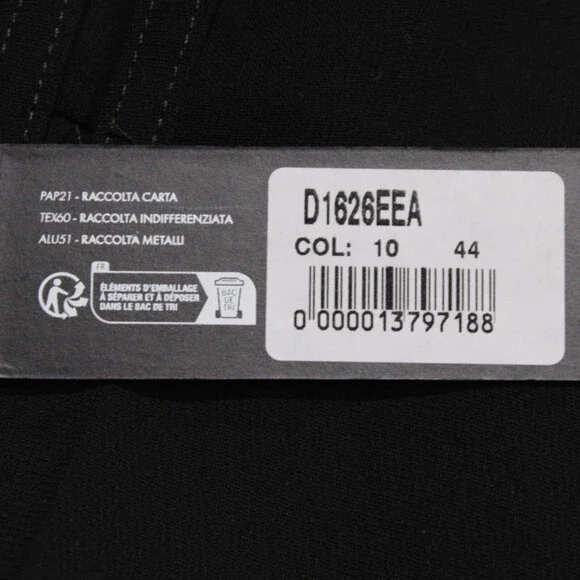 PAP21 - RACCOLTA CARTA
TEX60 - RACCOLTA INDIFFERENZIATA
ALU51 - RACCOLTA METALLI
FR
ÉLÉMENTS D'EMBALLAGE
À SÉPARER ET À DÉPOSER
DANS LE BAC DE TRI
BAC
DE
TRI
D1626EEA
COL: 10 44
0 000013797188